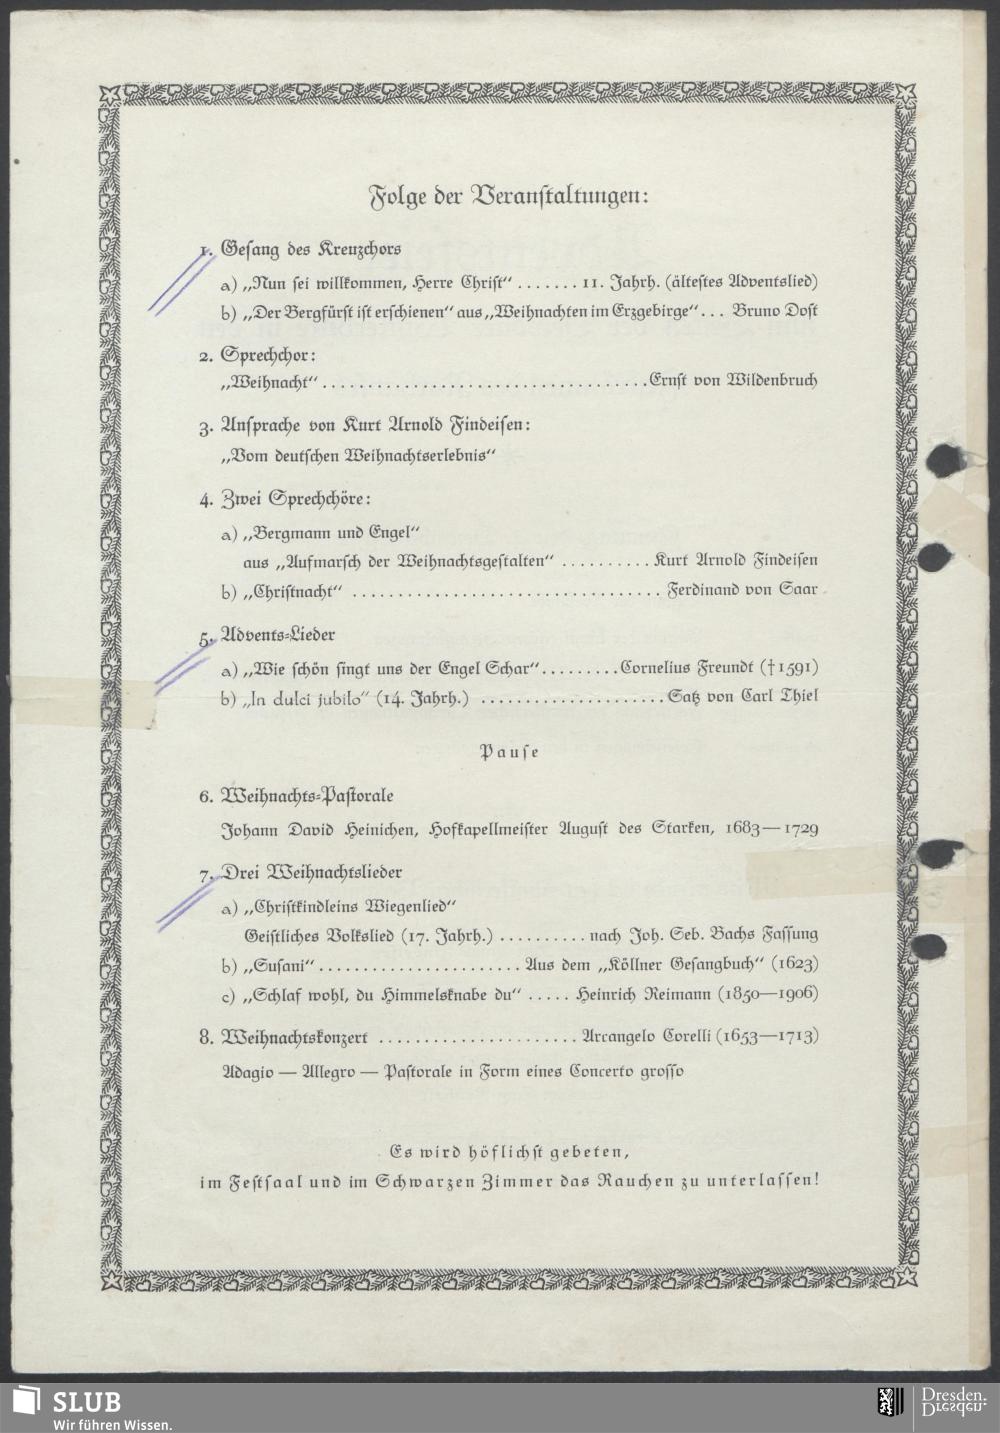 Folge der Veranstaltungen:
1. Gesang des Kreuzchors
a) „Nun sei willkommen, Herre Christ“ ....... 11. Jahrh. (ältestes Adventslied)
b) „Der Bergfürst ist erschienen“ aus „Weihnachten im Erzgebirge“ ... Bruno Dost
2. Sprechchor:
„Weihnacht“ .................................... Ernst von Wildenbruch
3. Ansprache von Kurt Arnold Findeisen:
„Vom deutschen Weihnachtserlebnis“
4. Zwei Sprechchöre:
a) „Bergmann und Engel“
aus „Aufmarsch der Weihnachtsgestalten“ .......... Kurt Arnold Findeisen
b) „Christnacht“ .................................. Ferdinand von Saar
5. Advents-Lieder
a) „Wie schön singt uns der Engel Schar“ ......... Cornelius Freundt († 1591)
b) „In dulci jubilo“ (14. Jahrh.) .................... Satz von Carl Thiel
Pause
6. Weihnachts-Pastorale
Johann David Heinichen, Hofkapellmeister August des Starken, 1683—1729
7. Drei Weihnachtslieder
a) „Christkindleins Wiegenlied“
Geistliches Volkslied (17. Jahrh.) .......... nach Joh. Seb. Bachs Fassung
b) „Susani“ ...................... Aus dem „Köllner Gesangbuch“ (1623)
c) „Schlaf wohl, du Himmelsknabe du“ ..... Heinrich Reimann (1850—1906)
8. Weihnachtskonzert ...................... Arcangelo Corelli (1653—1713)
Adagio — Allegro — Pastorale in Form eines Concerto grosso
Es wird höflichst gebeten,
im Festsaal und im Schwarzen Zimmer das Rauchen zu unterlassen!
SLUB
Wir führen Wissen.
Dresden.
Dresden.